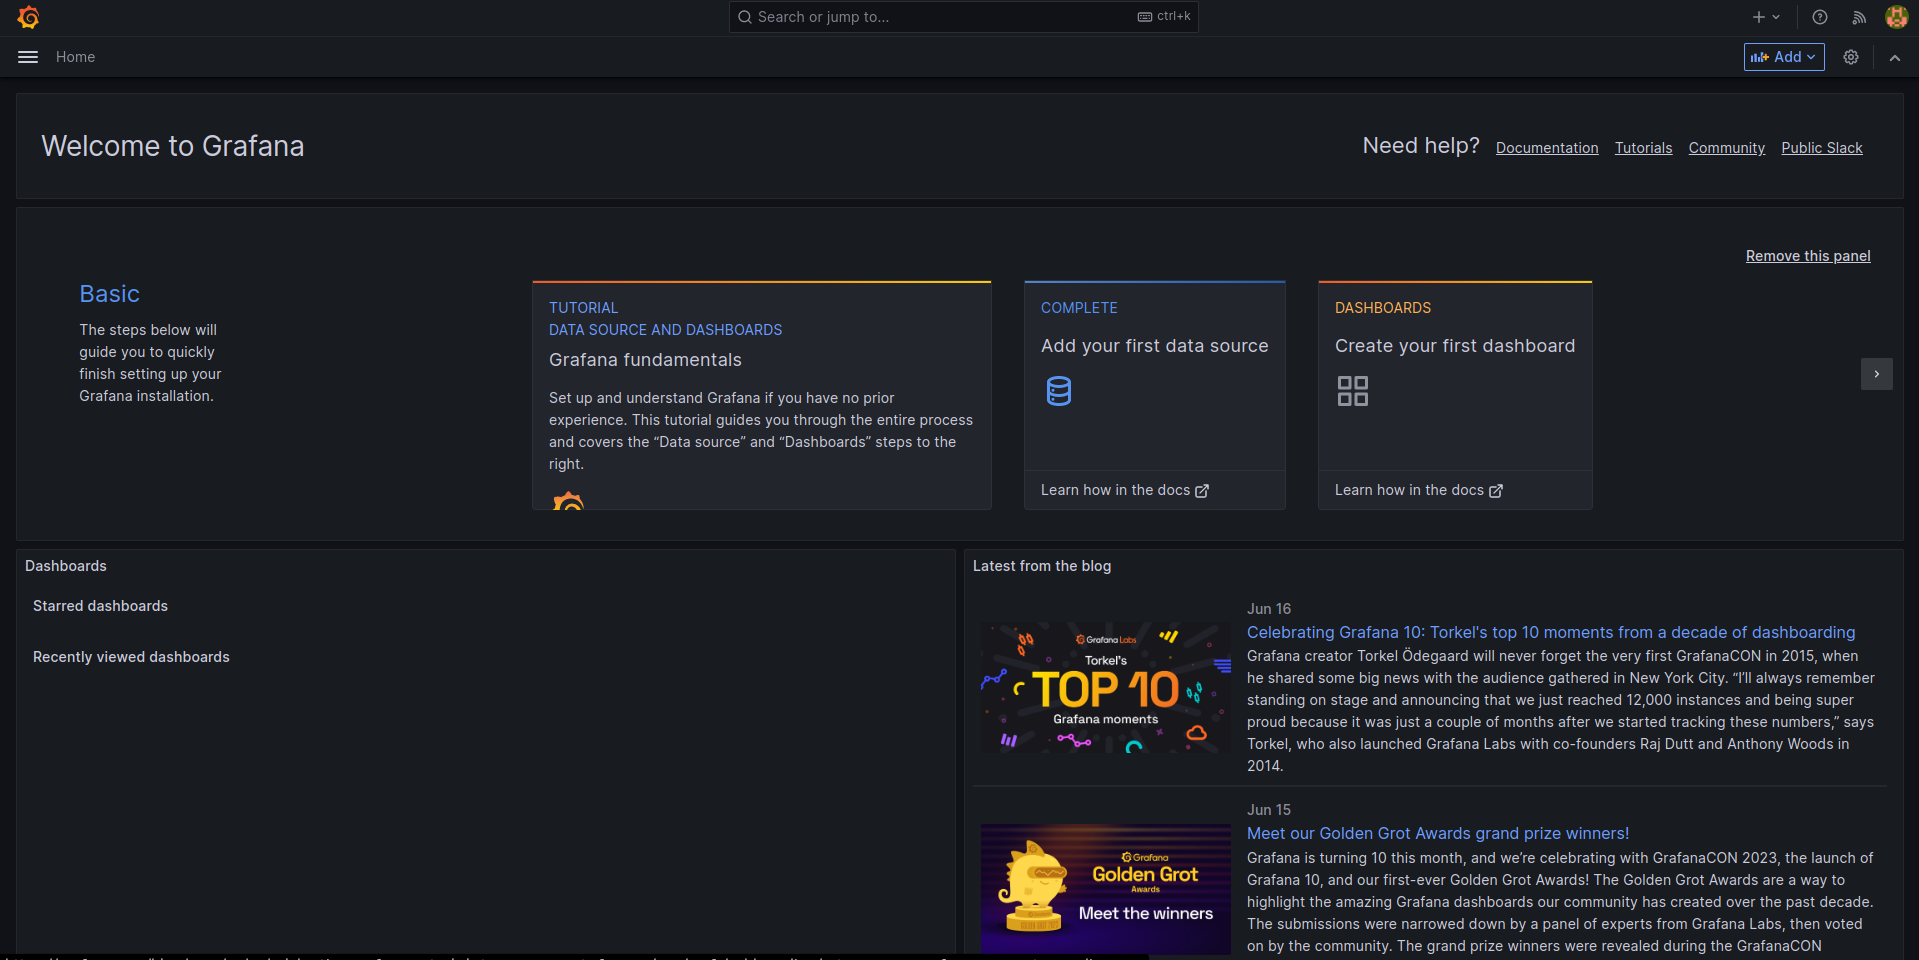 Search or jump to...
ctrl+k
Home
Add
Welcome to Grafana
Need help?
Documentation
Tutorials
Community
Public Slack
Remove this panel
Basic
The steps below will
guide you to quickly
finish setting up your
Grafana installation.
TUTORIAL
DATA SOURCE AND DASHBOARDS
Grafana fundamentals
Set up and understand Grafana if you have no prior
experience. This tutorial guides you through the entire process
and covers the “Data source” and “Dashboards” steps to the
right.
COMPLETE
Add your first data source
Learn how in the docs
DASHBOARDS
Create your first dashboard
Learn how in the docs
Dashboards
Starred dashboards
Recently viewed dashboards
Latest from the blog
Grafana Labs
Torkel's
TOP 10
Grafana moments
Jun 16
Celebrating Grafana 10: Torkel's top 10 moments from a decade of dashboarding
Grafana creator Torkel Ödegaard will never forget the very first GrafanaCON in 2015, when
he shared some big news with the audience gathered in New York City. “I’ll always remember
standing on stage and announcing that we just reached 12,000 instances and being super
proud because it was just a couple of months after we started tracking these numbers,” says
Torkel, who also launched Grafana Labs with co-founders Raj Dutt and Anthony Woods in
2014.
Grafana
Golden Grot
Awards
Meet the winners
Jun 15
Meet our Golden Grot Awards grand prize winners!
Grafana is turning 10 this month, and we’re celebrating with GrafanaCON 2023, the launch of
Grafana 10, and our first-ever Golden Grot Awards! The Golden Grot Awards are a way to
highlight the amazing Grafana dashboards our community has created over the past decade.
The submissions were narrowed down by a panel of experts from Grafana Labs, then voted
on by the community. The grand prize winners were revealed during the GrafanaCON